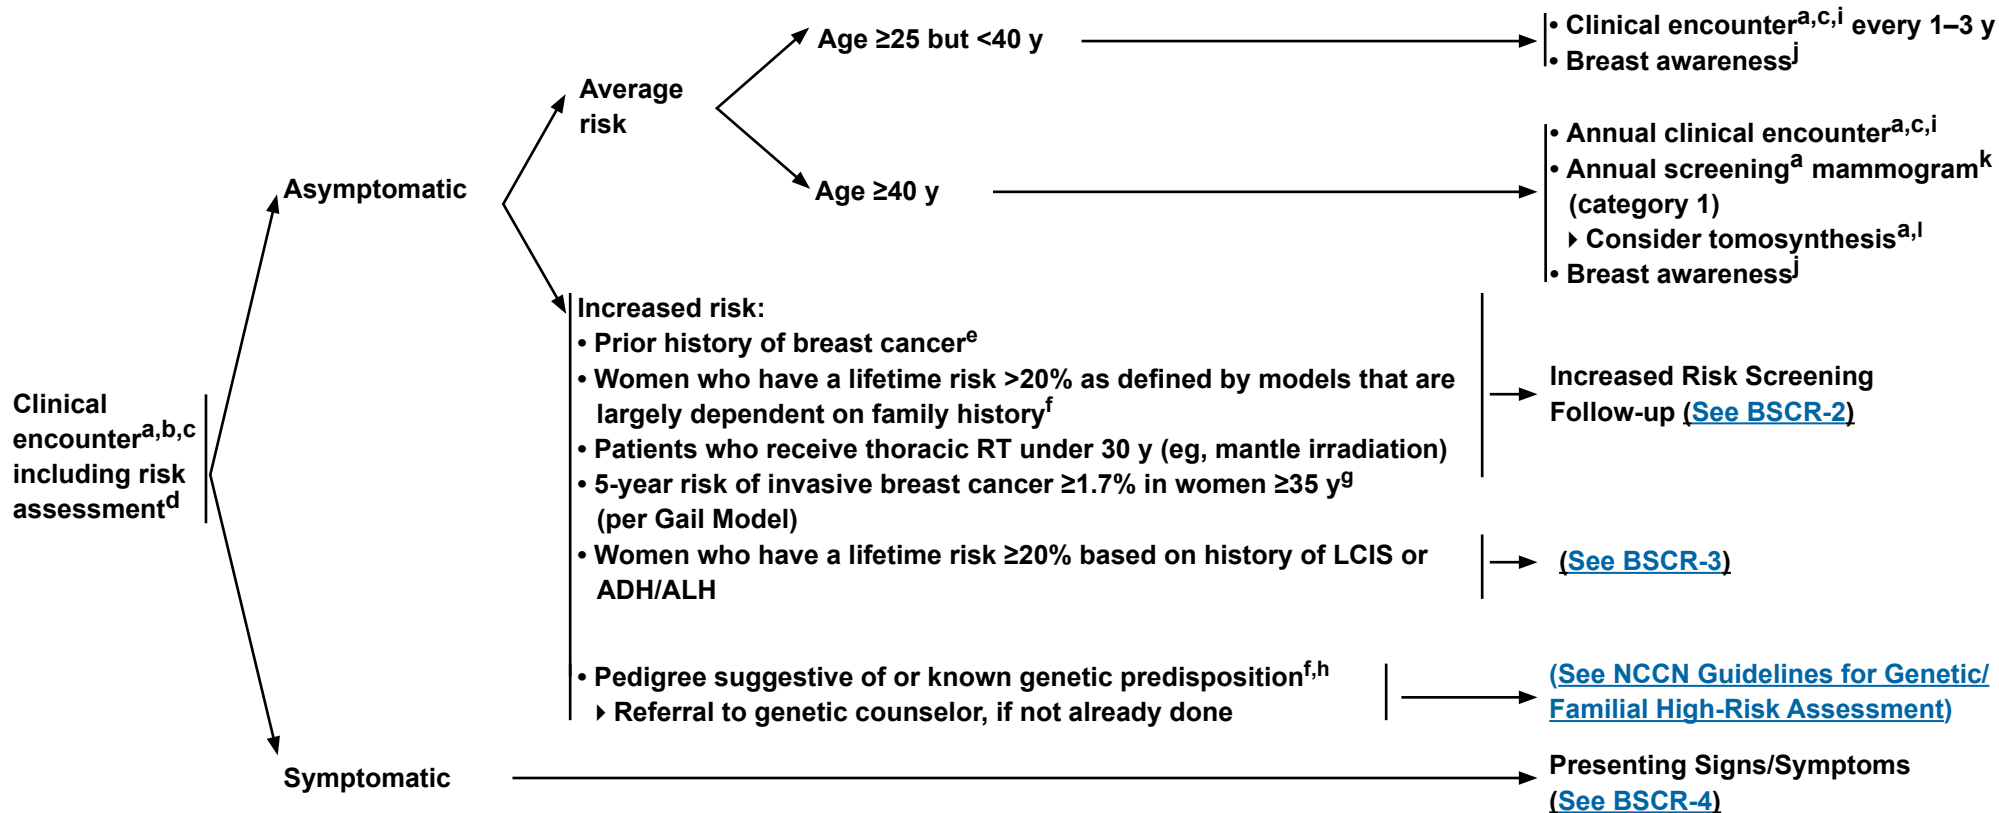 Clinical
encounter^a,b,c
including risk
assessment^d
Asymptomatic
Average
risk
Age ≥25 but <40 y
• Clinical encounter^a,c,i every 1–3 y
• Breast awareness^j
Age ≥40 y
• Annual clinical encounter^a,c,i
• Annual screening^a mammogram^k
(category 1)
▸ Consider tomosynthesis^a,l
• Breast awareness^j
Increased risk:
• Prior history of breast cancer^e
• Women who have a lifetime risk >20% as defined by models that are
largely dependent on family history^f
• Patients who receive thoracic RT under 30 y (eg, mantle irradiation)
• 5-year risk of invasive breast cancer ≥1.7% in women ≥35 y^g
(per Gail Model)
Increased Risk Screening
Follow-up (See BSCR-2)
• Women who have a lifetime risk ≥20% based on history of LCIS or
ADH/ALH
(See BSCR-3)
• Pedigree suggestive of or known genetic predisposition^f,h
▸ Referral to genetic counselor, if not already done
(See NCCN Guidelines for Genetic/
Familial High-Risk Assessment)
Symptomatic
Presenting Signs/Symptoms
(See BSCR-4)